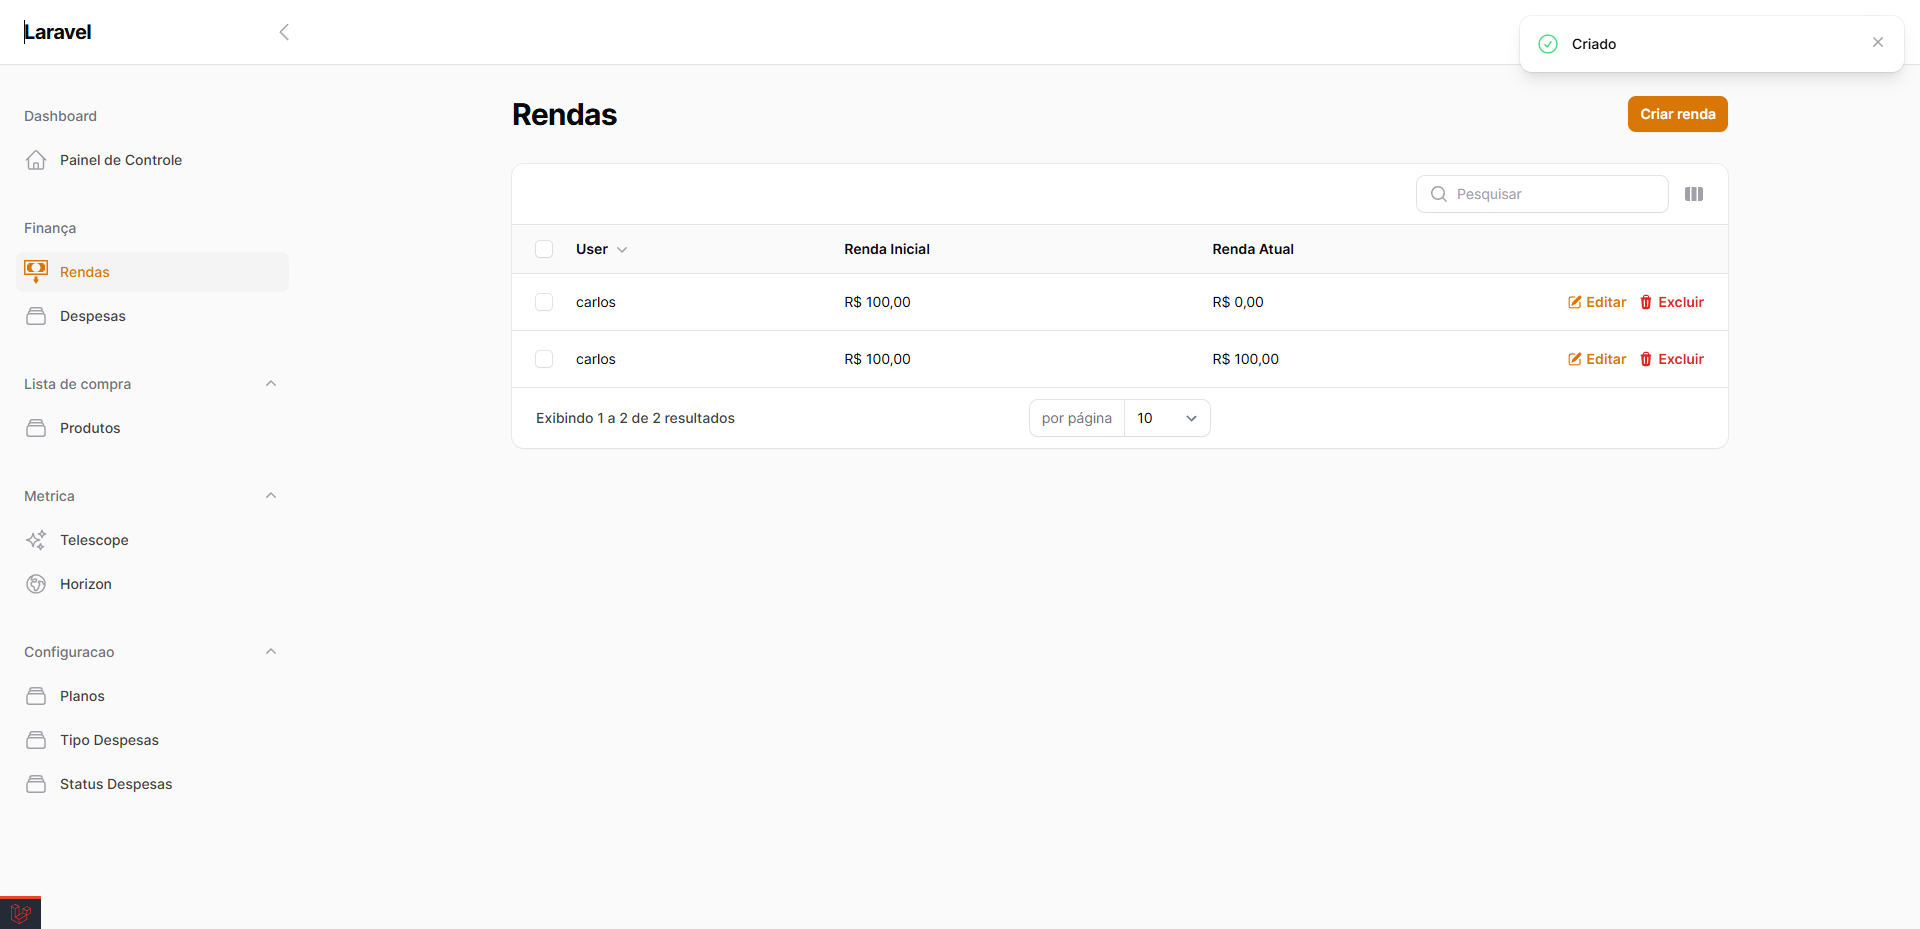 Laravel
Criado
Dashboard
Painel de Controle
Finança
Rendas
Despesas
Lista de compra
Produtos
Metrica
Telescope
Horizon
Configuracao
Planos
Tipo Despesas
Status Despesas
Rendas
Criar renda
Pesquisar
User Renda Inicial Renda Atual
carlos R$ 100,00 R$ 0,00 Editar Excluir
carlos R$ 100,00 R$ 100,00 Editar Excluir
Exibindo 1 a 2 de 2 resultados por página 10